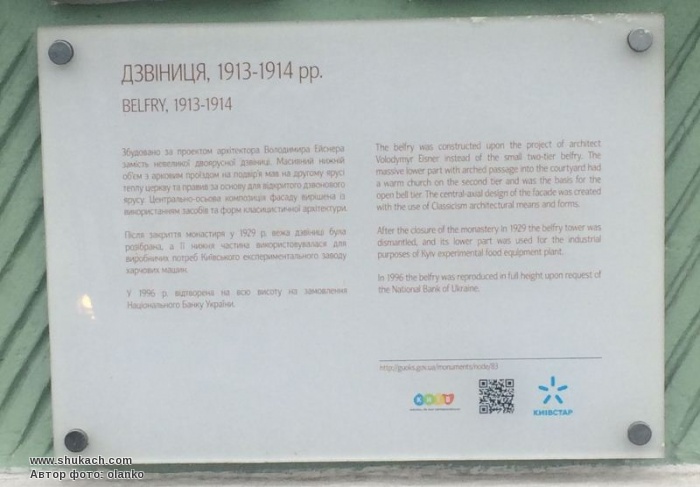 ДЗВІНИЦЯ, 1913-1914 рр.
BELFRY, 1913-1914
Збудовано за проектом архітектора Володимира Ейснера
замість невеликої двоярусної дзвіниці. Масивний нижній
об'єм з арковим проїздом на подвір'я мав на другому ярусі
теплу церкву та правив за основу для відкритого дзвонового
ярусу. Центрально-осьова композиція фасаду вирішена із
використанням засобів та форм класицистичної архітектури.
Після закриття монастиря у 1929 р. вежа дзвіниці була
розібрана, а її нижня частина використовувалася для
виробничих потреб Київського експериментального заводу
харчових машин.
У 1996 р. відтворена на всю висоту на замовлення
Національного Банку України.
The belfry was constructed upon the project of architect
Volodymyr Eisner instead of the small two-tier belfry. The
massive lower part with arched passage into the courtyard had
a warm church on the second tier and was the basis for the
open bell tier. The central-axial design of the facade was created
with the use of Classicism architectural means and forms.
After the closure of the monastery in 1929 the belfry tower was
dismantled, and its lower part was used for the industrial
purposes of Kyiv experimental food equipment plant.
In 1996 the belfry was reproduced in full height upon request of
the National Bank of Ukraine.
КИЇВСТАР
www.shukach.com
Автор фото: olanko